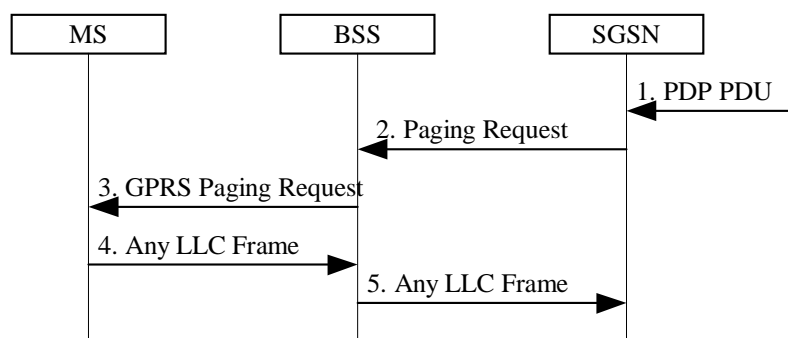 MS
BSS
SGSN
1. PDP PDU
2. Paging Request
3. GPRS Paging Request
4. Any LLC Frame
5. Any LLC Frame